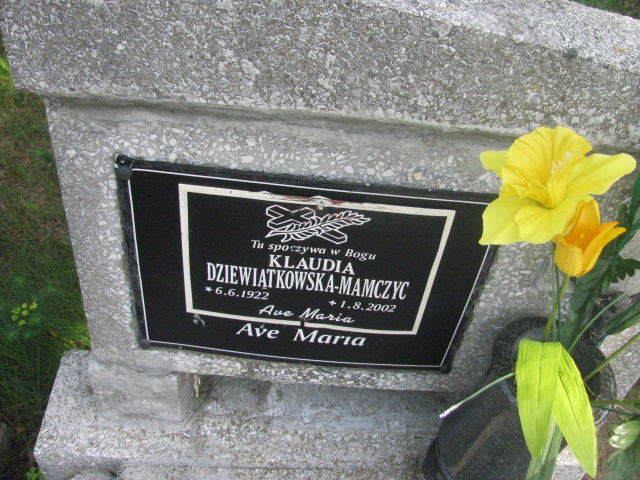 Tu spoczywa w Bogu
KLAUDIA
DZIEWIĄTKOWSKA-MAMCZYC
*6.6.1922 +1.8.2002
Ave Maria
Ave Maria